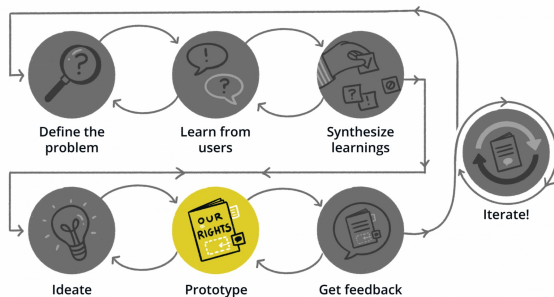 ?
!
?
?
!
Define the
problem
Learn from
users
Synthesize
learnings
OUR
RIGHTS
Iterate!
Ideate
Prototype
Get feedback